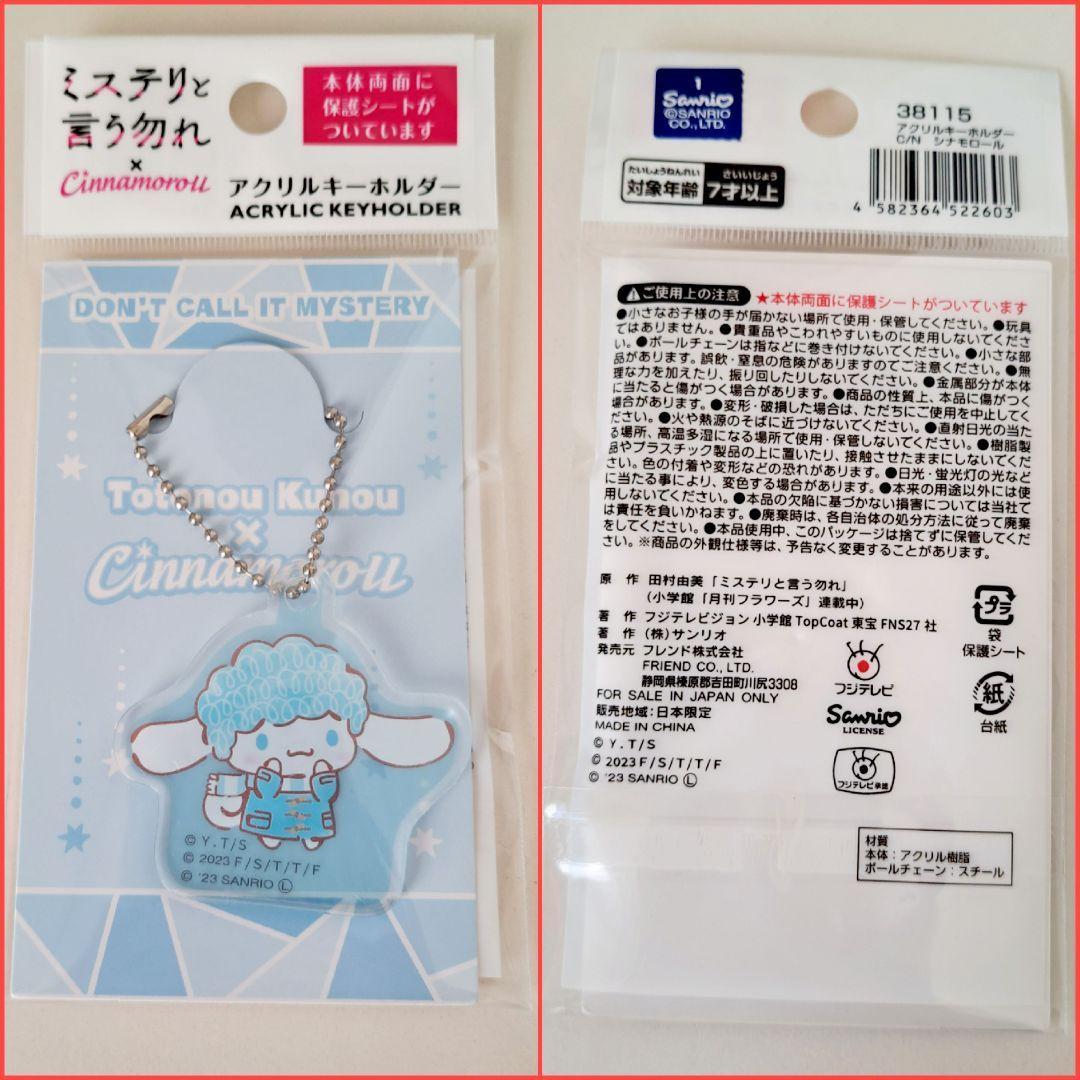 ミステリと
言う勿れ
×
Cinnamoroll
本体両面に
保護シートが
ついています
アクリルキーホルダー
ACRYLIC KEYHOLDER
DON'T CALL IT MYSTERY
Totonou Kunou
×
Cinnamoroll
© Y.T/S
© 2023 F/S/T/T/F
© '23 SANRIO Ⓛ
1
Sanrio
©SANRIO
CO., LTD.
たいしょうねんれい さいいじょう
対象年齢 7才以上
38115
アクリルキーホルダー
C/N シナモロール
4 582364 522603
⚠ご使用上の注意 ★本体両面に保護シートがついています
●小さなお子様の手が届かない場所で使用・保管してください。●玩具
ではありません。●貴重品やこわれやすいものに使用しないでくださ
い。●ボールチェーンは指などに巻き付けないでください。●小さな部
品があります。誤飲・窒息の危険がありますのでご注意ください。●無
理な力を加えたり、振り回したりしないでください。●金属部分が本体
に当たると傷がつく場合があります。●商品の性質上、本品に傷がつく
場合があります。●変形・破損した場合は、ただちにご使用を中止してく
ださい。●火や熱源のそばに近づけないでください。●直射日光の当た
る場所、高温多湿になる場所で使用・保管しないでください。●樹脂製
品やプラスチック製品の上に置いたり、接触させたままにしないでくださ
い。色の付着や変形などの恐れがあります。●日光・蛍光灯の光など
に当たる事により、変色する場合があります。●本来の用途以外には使
用しないでください。●本品の欠陥に基づかない損害については当社で
は責任を負いかねます。●廃棄時は、各自治体の処分方法に従って廃棄
をしてください。●本品使用中、このパッケージは捨てずに保管してくだ
さい。※商品の外観仕様等は、予告なく変更することがあります。
原 作 田村由美「ミステリと言う勿れ」
（小学館「月刊フラワーズ」連載中）
著 作 フジテレビジョン 小学館 TopCoat 東宝 FNS27 社
著 作 （株）サンリオ
発売元 フレンド株式会社
FRIEND CO., LTD.
静岡県榛原郡吉田町川尻3308
FOR SALE IN JAPAN ONLY
販売地域：日本限定
MADE IN CHINA
© Y.T/S
© 2023 F/S/T/T/F
© '23 SANRIO Ⓛ
フジテレビ
Sanrio
LICENSE
フジテレビ承認
プラ
袋
保護シート
紙
台紙
材質
本体：アクリル樹脂
ボールチェーン：スチール